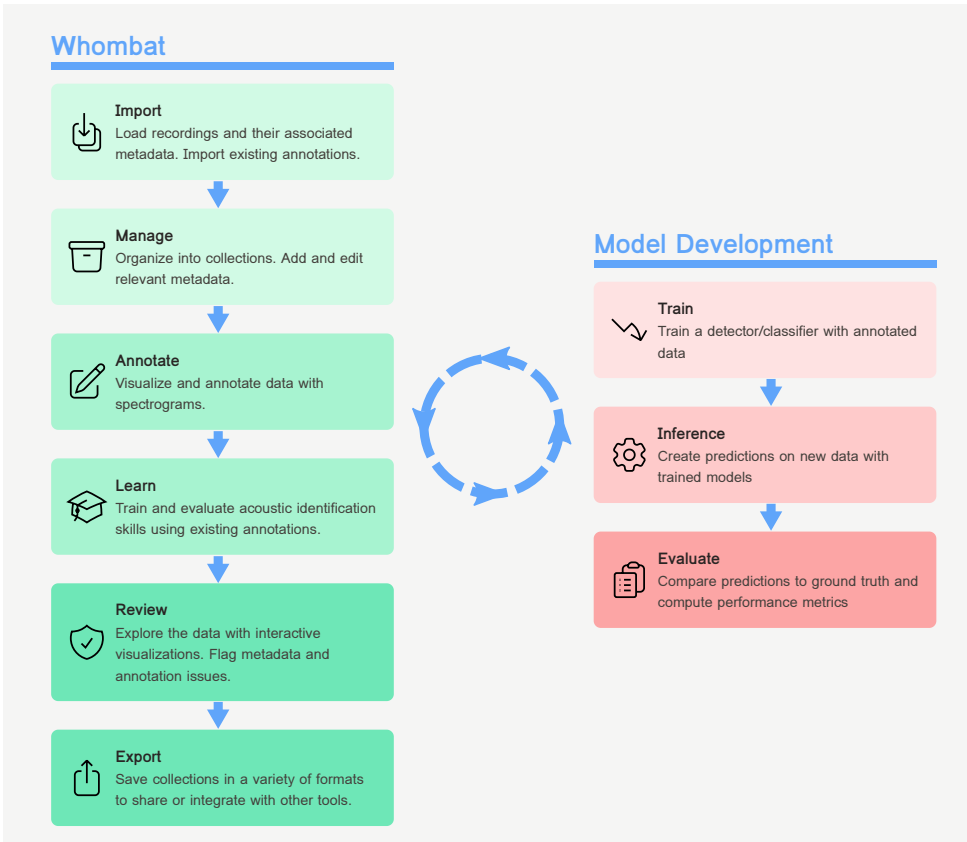 Whombat
Import
Load recordings and their associated
metadata. Import existing annotations.
Manage
Organize into collections. Add and edit
relevant metadata.
Annotate
Visualize and annotate data with
spectrograms.
Learn
Train and evaluate acoustic identification
skills using existing annotations.
Review
Explore the data with interactive
visualizations. Flag metadata and
annotation issues.
Export
Save collections in a variety of formats
to share or integrate with other tools.
Model Development
Train
Train a detector/classifier with annotated
data
Inference
Create predictions on new data with
trained models
Evaluate
Compare predictions to ground truth and
compute performance metrics